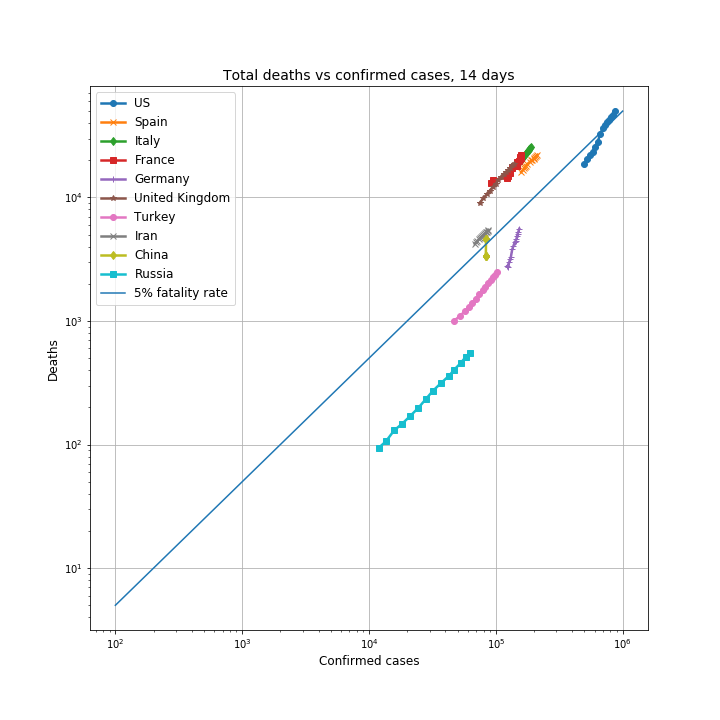 Total deaths vs confirmed cases, 14 days
US
Spain
Italy
France
Germany
United Kingdom
Turkey
Iran
China
Russia
5% fatality rate
Deaths
10⁴
10³
10²
10¹
10² 10³ 10⁴ 10⁵ 10⁶
Confirmed cases